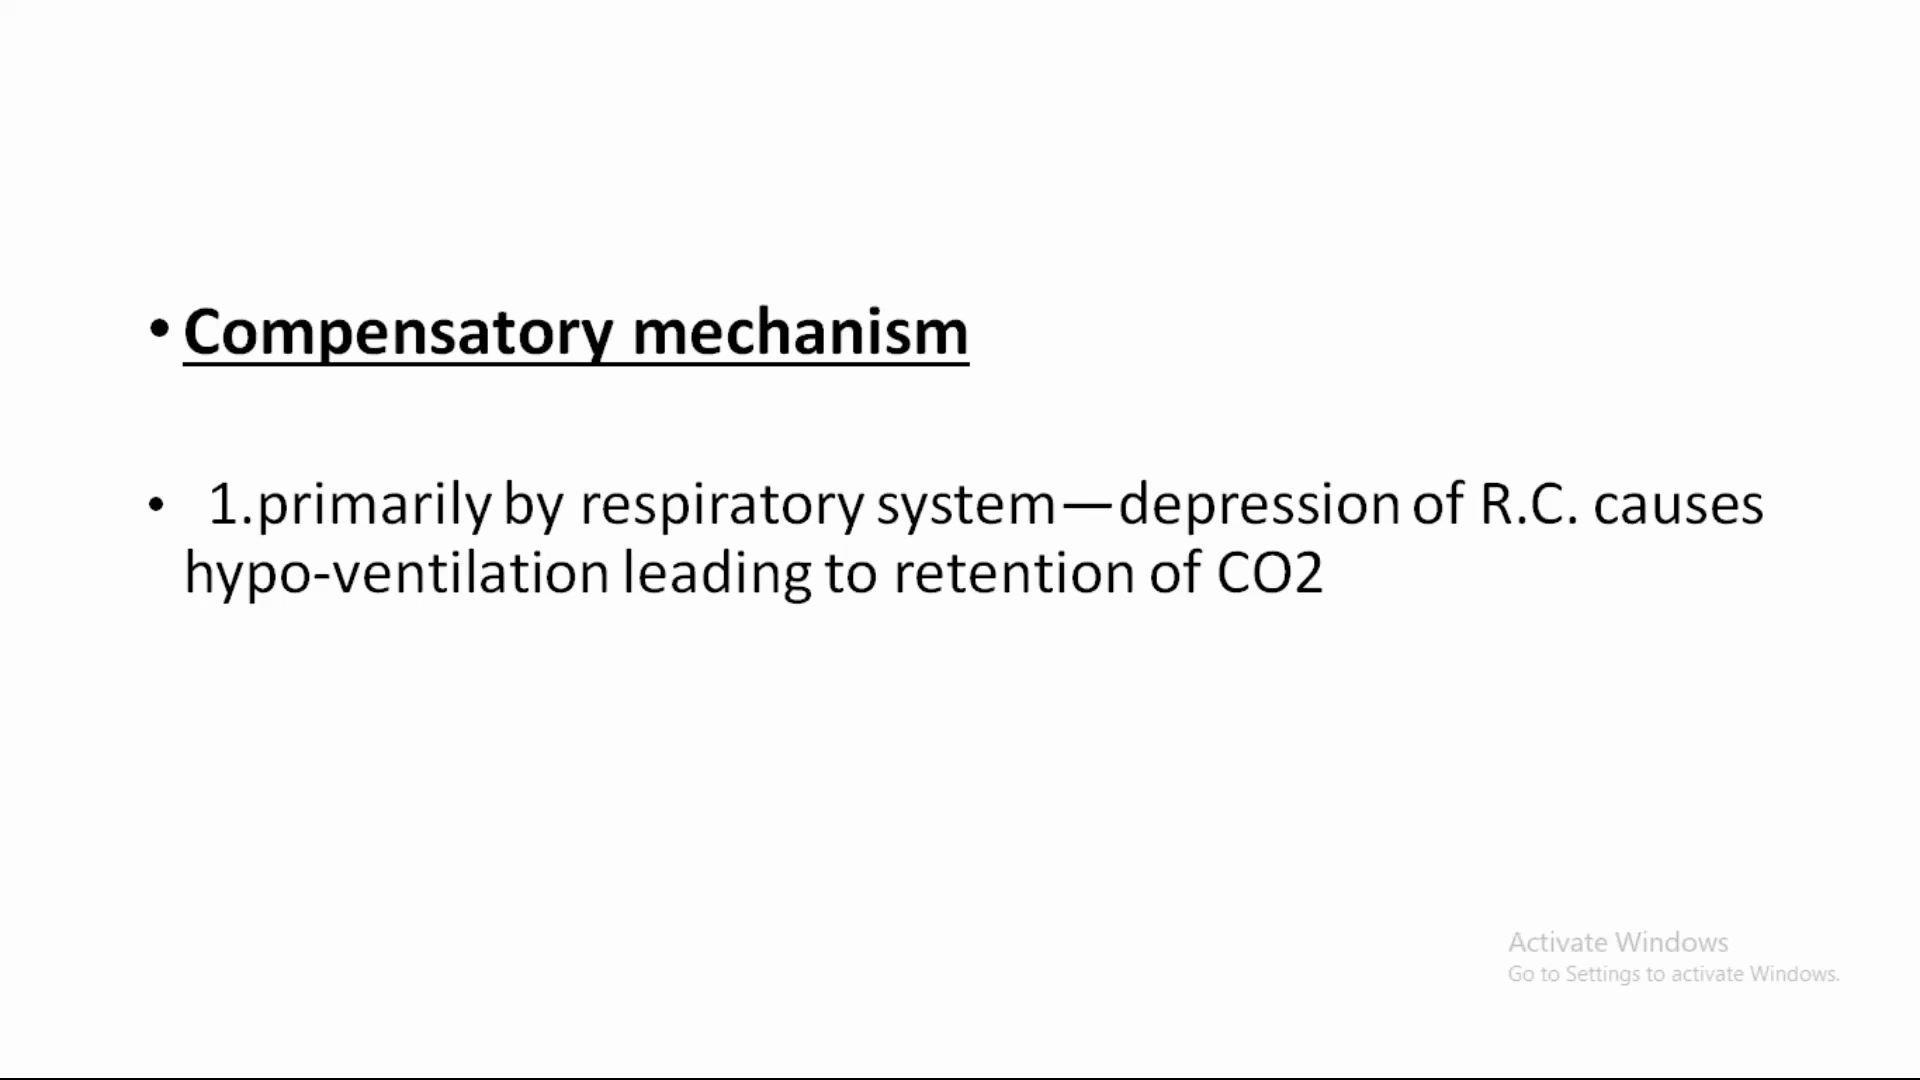 • Compensatory mechanism
• 1.primarily by respiratory system—depression of R.C. causes
hypo-ventilation leading to retention of CO2
Activate Windows
Go to Settings to activate Windows.